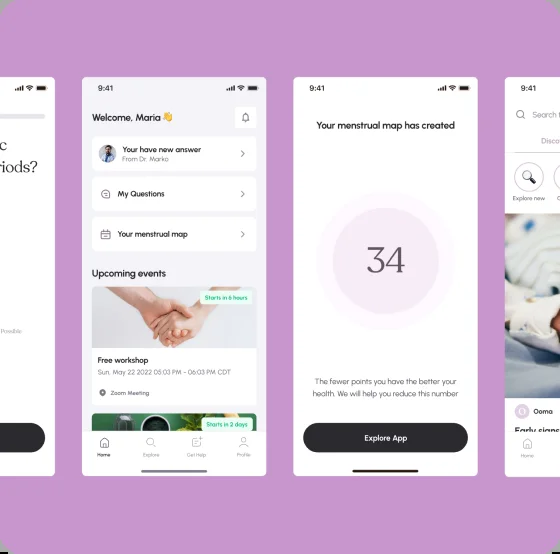 c
riods?
Possible
9:41
Welcome, Maria 👋
Your have new answer
From Dr. Marko
My Questions
Your menstrual map
Upcoming events
Starts in 6 hours
Free workshop
Sun, May 22 2022 05:03 PM - 06:03 PM CDT
Zoom Meeting
Starts in 2 days
Home
Explore
Get Help
Profile
9:41
Your menstrual map has created
34
The fewer points you have the better your
health. We will help you reduce this number
Explore App
9:41
Search
Disco
Explore new
Ooma
Early signs
Home